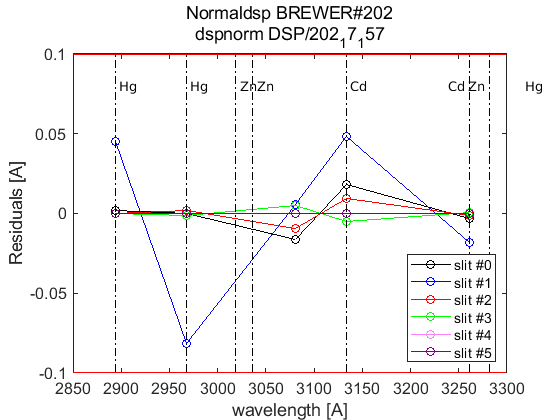 Normaldsp BREWER#202
dspnorm DSP/202₁7₁57
0.1
Hg
Hg
ZnZn
Cd
Cd Zn
Hg
0.05
Residuals [A]
0
-0.05
slit #0
slit #1
slit #2
slit #3
slit #4
slit #5
-0.1
2850 2900 2950 3000 3050 3100 3150 3200 3250 3300
wavelength [A]